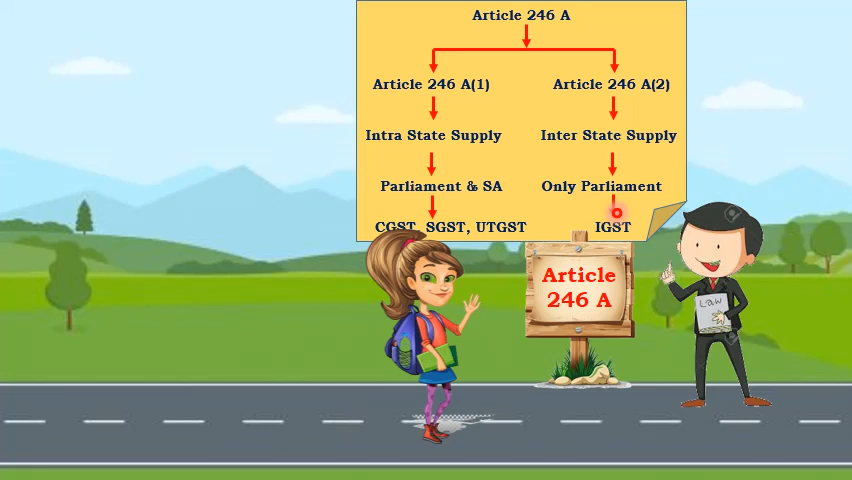 Article 246 A
Article 246 A(1) Article 246 A(2)
Intra State Supply Inter State Supply
Parliament & SA Only Parliament
CGST, SGST, UTGST IGST
Article
246 A
Law